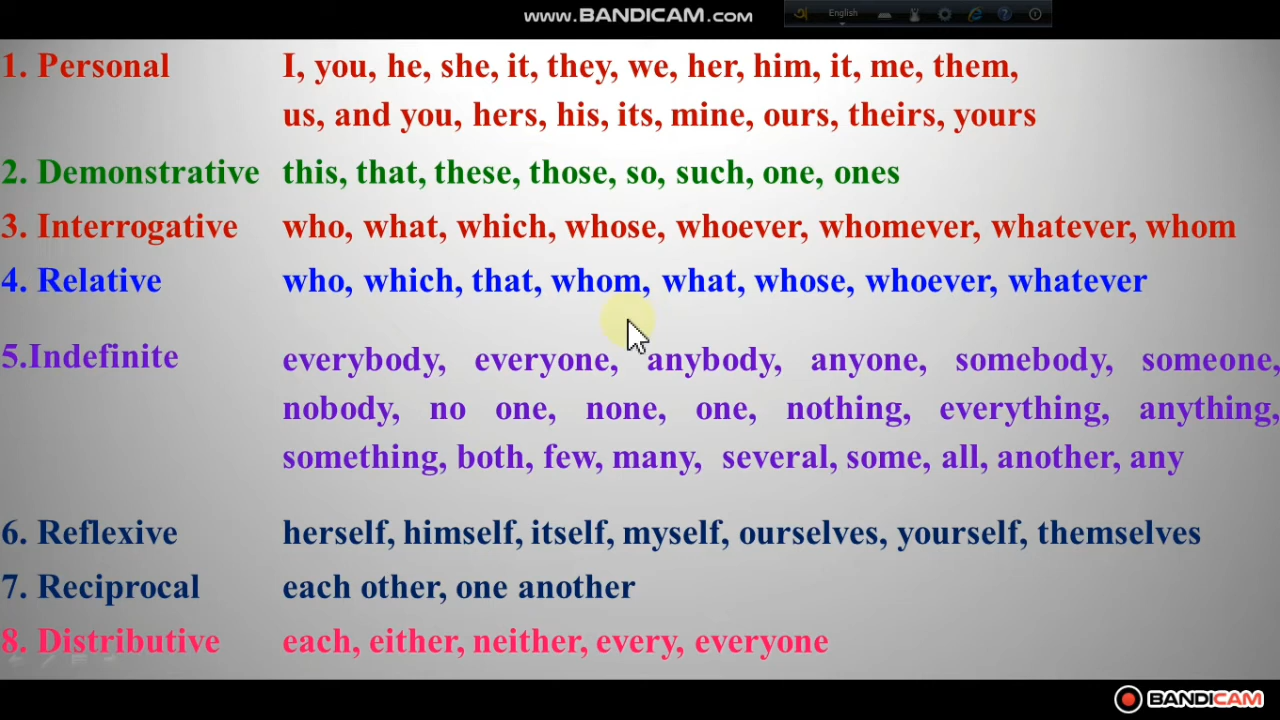 www.BANDICAM.com
English
1. Personal I, you, he, she, it, they, we, her, him, it, me, them,
us, and you, hers, his, its, mine, ours, theirs, yours
2. Demonstrative this, that, these, those, so, such, one, ones
3. Interrogative who, what, which, whose, whoever, whomever, whatever, whom
4. Relative who, which, that, whom, what, whose, whoever, whatever
5.Indefinite everybody, everyone, anybody, anyone, somebody, someone,
nobody, no one, none, one, nothing, everything, anything,
something, both, few, many, several, some, all, another, any
6. Reflexive herself, himself, itself, myself, ourselves, yourself, themselves
7. Reciprocal each other, one another
8. Distributive each, either, neither, every, everyone
BANDICAM